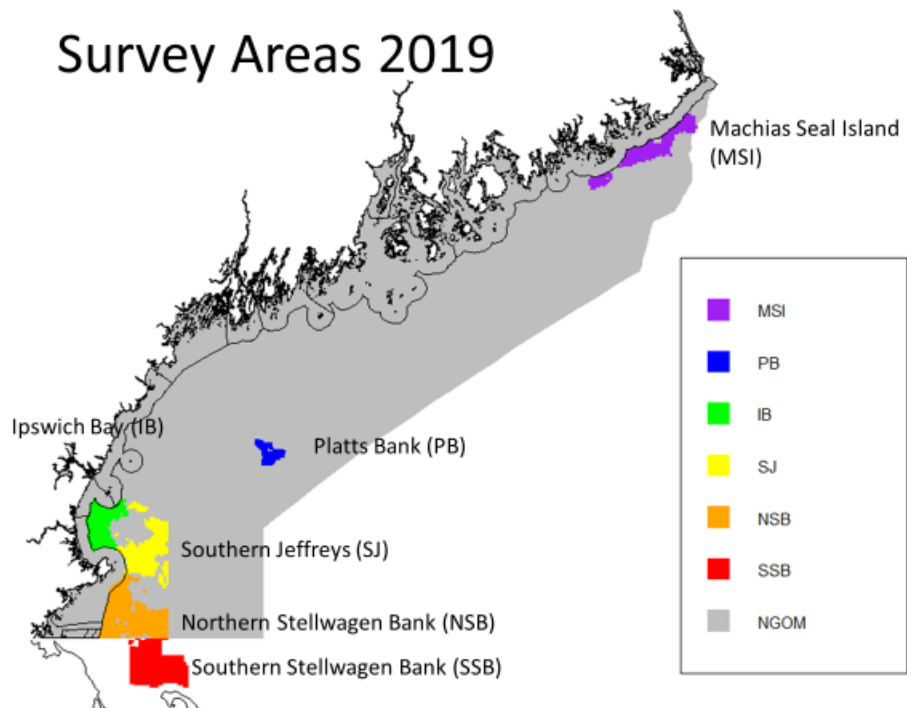 Survey Areas 2019
Machias Seal Island
(MSI)
MSI
PB
IB
SJ
NSB
SSB
NGOM
Ipswich Bay (IB)
Platts Bank (PB)
Southern Jeffreys (SJ)
Northern Stellwagen Bank (NSB)
Southern Stellwagen Bank (SSB)